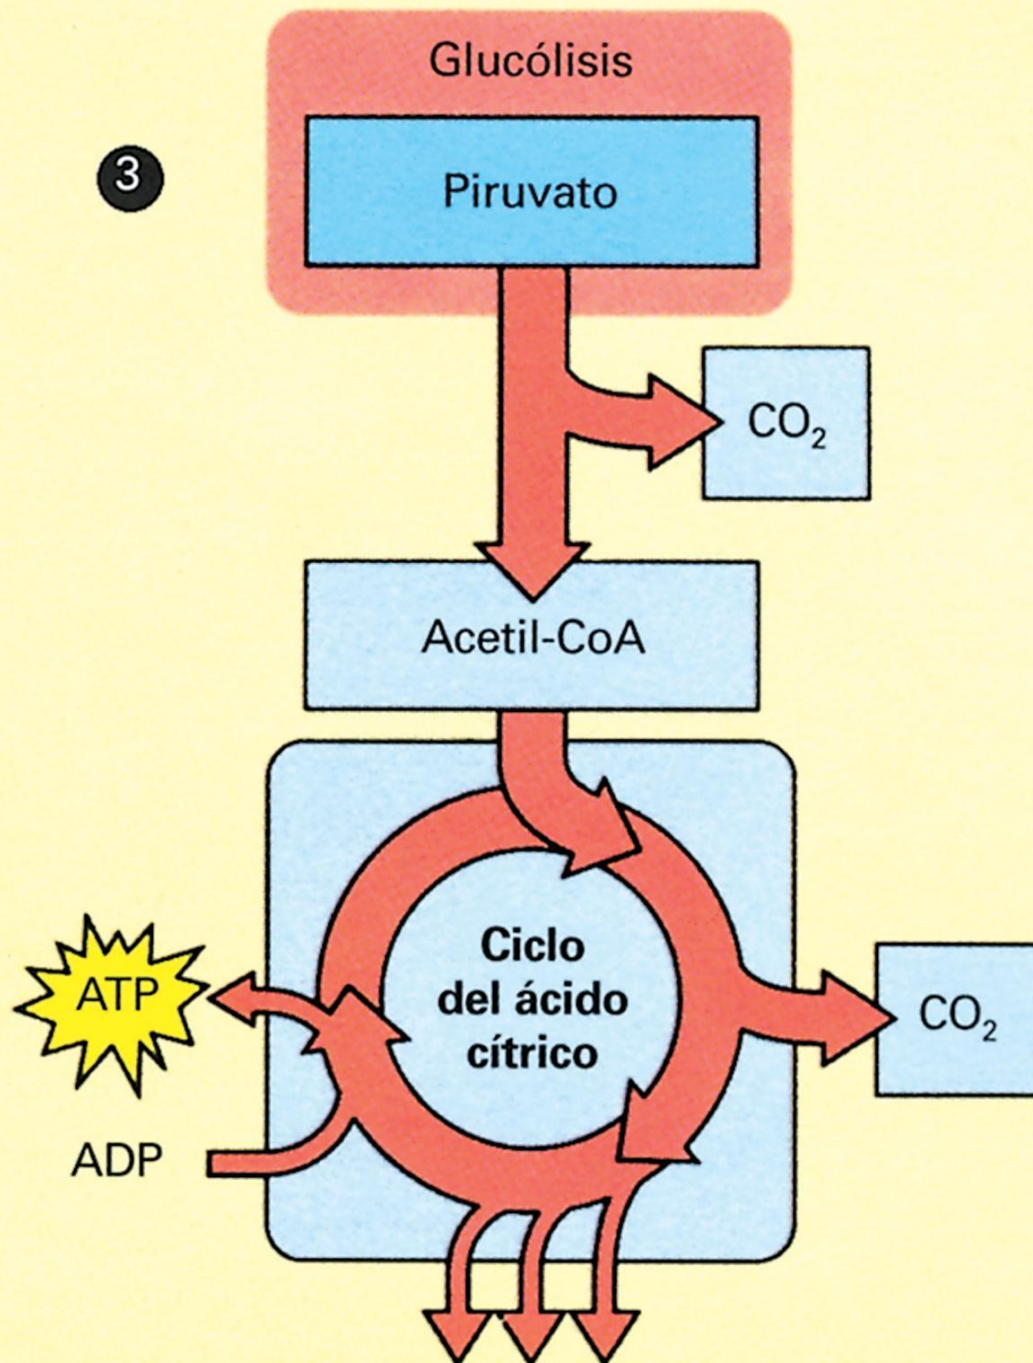 Glucólisis
3
Piruvato
CO₂
Acetil-CoA
Ciclo
del ácido
cítrico
ATP
CO₂
ADP